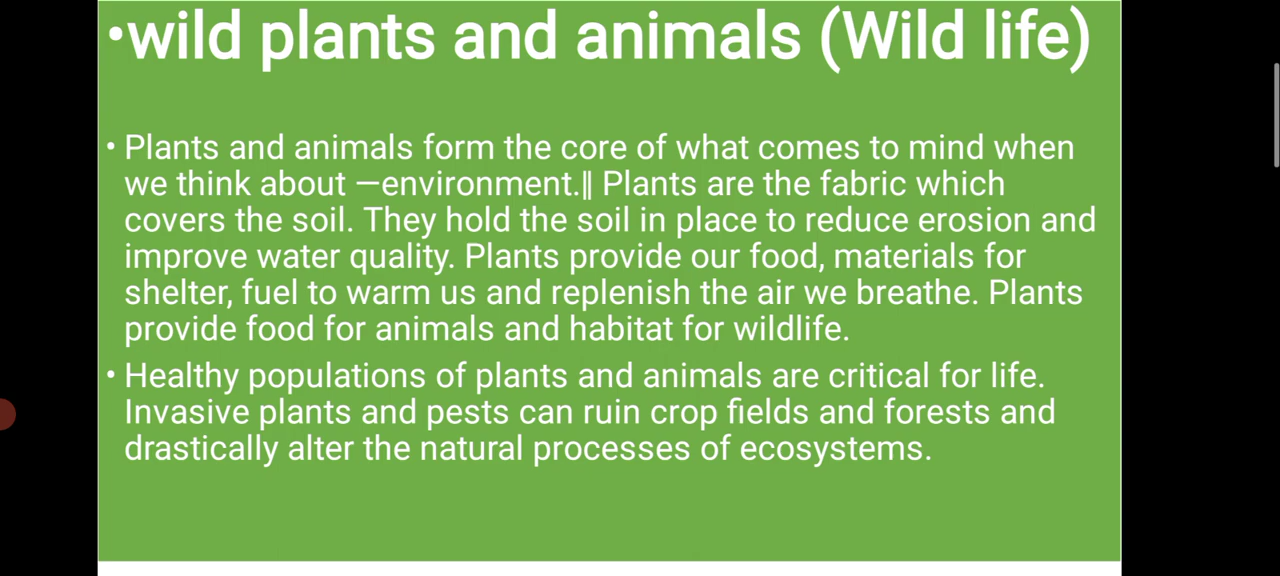 •wild plants and animals (Wild life)
• Plants and animals form the core of what comes to mind when
we think about ―environment.‖ Plants are the fabric which
covers the soil. They hold the soil in place to reduce erosion and
improve water quality. Plants provide our food, materials for
shelter, fuel to warm us and replenish the air we breathe. Plants
provide food for animals and habitat for wildlife.
• Healthy populations of plants and animals are critical for life.
Invasive plants and pests can ruin crop fields and forests and
drastically alter the natural processes of ecosystems.